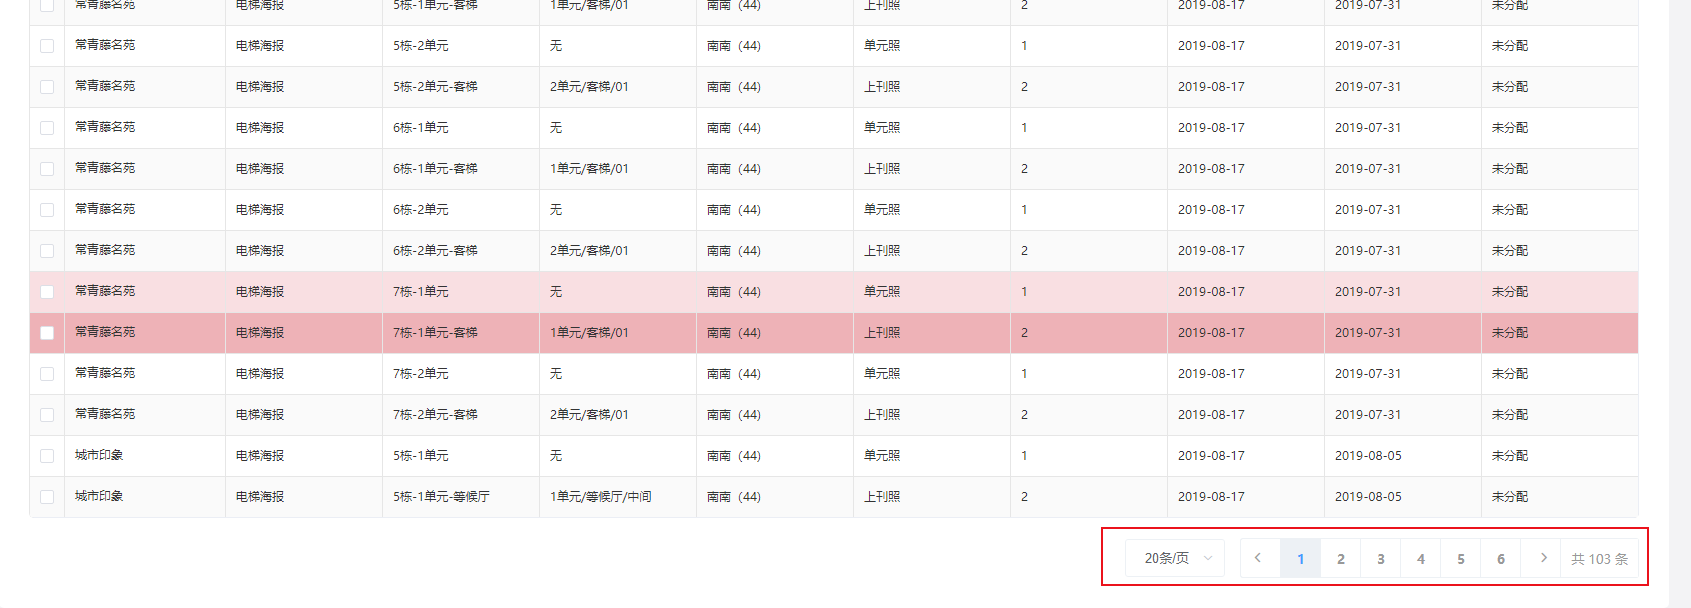 常青藤名苑 电梯海报 5栋-1单元-客梯 1单元/客梯/01 南南（44） 上刊照 2 2019-08-17 2019-07-31 未分配
常青藤名苑 电梯海报 5栋-2单元 无 南南（44） 单元照 1 2019-08-17 2019-07-31 未分配
常青藤名苑 电梯海报 5栋-2单元-客梯 2单元/客梯/01 南南（44） 上刊照 2 2019-08-17 2019-07-31 未分配
常青藤名苑 电梯海报 6栋-1单元 无 南南（44） 单元照 1 2019-08-17 2019-07-31 未分配
常青藤名苑 电梯海报 6栋-1单元-客梯 1单元/客梯/01 南南（44） 上刊照 2 2019-08-17 2019-07-31 未分配
常青藤名苑 电梯海报 6栋-2单元 无 南南（44） 单元照 1 2019-08-17 2019-07-31 未分配
常青藤名苑 电梯海报 6栋-2单元-客梯 2单元/客梯/01 南南（44） 上刊照 2 2019-08-17 2019-07-31 未分配
常青藤名苑 电梯海报 7栋-1单元 无 南南（44） 单元照 1 2019-08-17 2019-07-31 未分配
常青藤名苑 电梯海报 7栋-1单元-客梯 1单元/客梯/01 南南（44） 上刊照 2 2019-08-17 2019-07-31 未分配
常青藤名苑 电梯海报 7栋-2单元 无 南南（44） 单元照 1 2019-08-17 2019-07-31 未分配
常青藤名苑 电梯海报 7栋-2单元-客梯 2单元/客梯/01 南南（44） 上刊照 2 2019-08-17 2019-07-31 未分配
城市印象 电梯海报 5栋-1单元 无 南南（44） 单元照 1 2019-08-17 2019-08-05 未分配
城市印象 电梯海报 5栋-1单元-等候厅 1单元/等候厅/中间 南南（44） 上刊照 2 2019-08-17 2019-08-05 未分配
20条/页 1 2 3 4 5 6 共 103 条